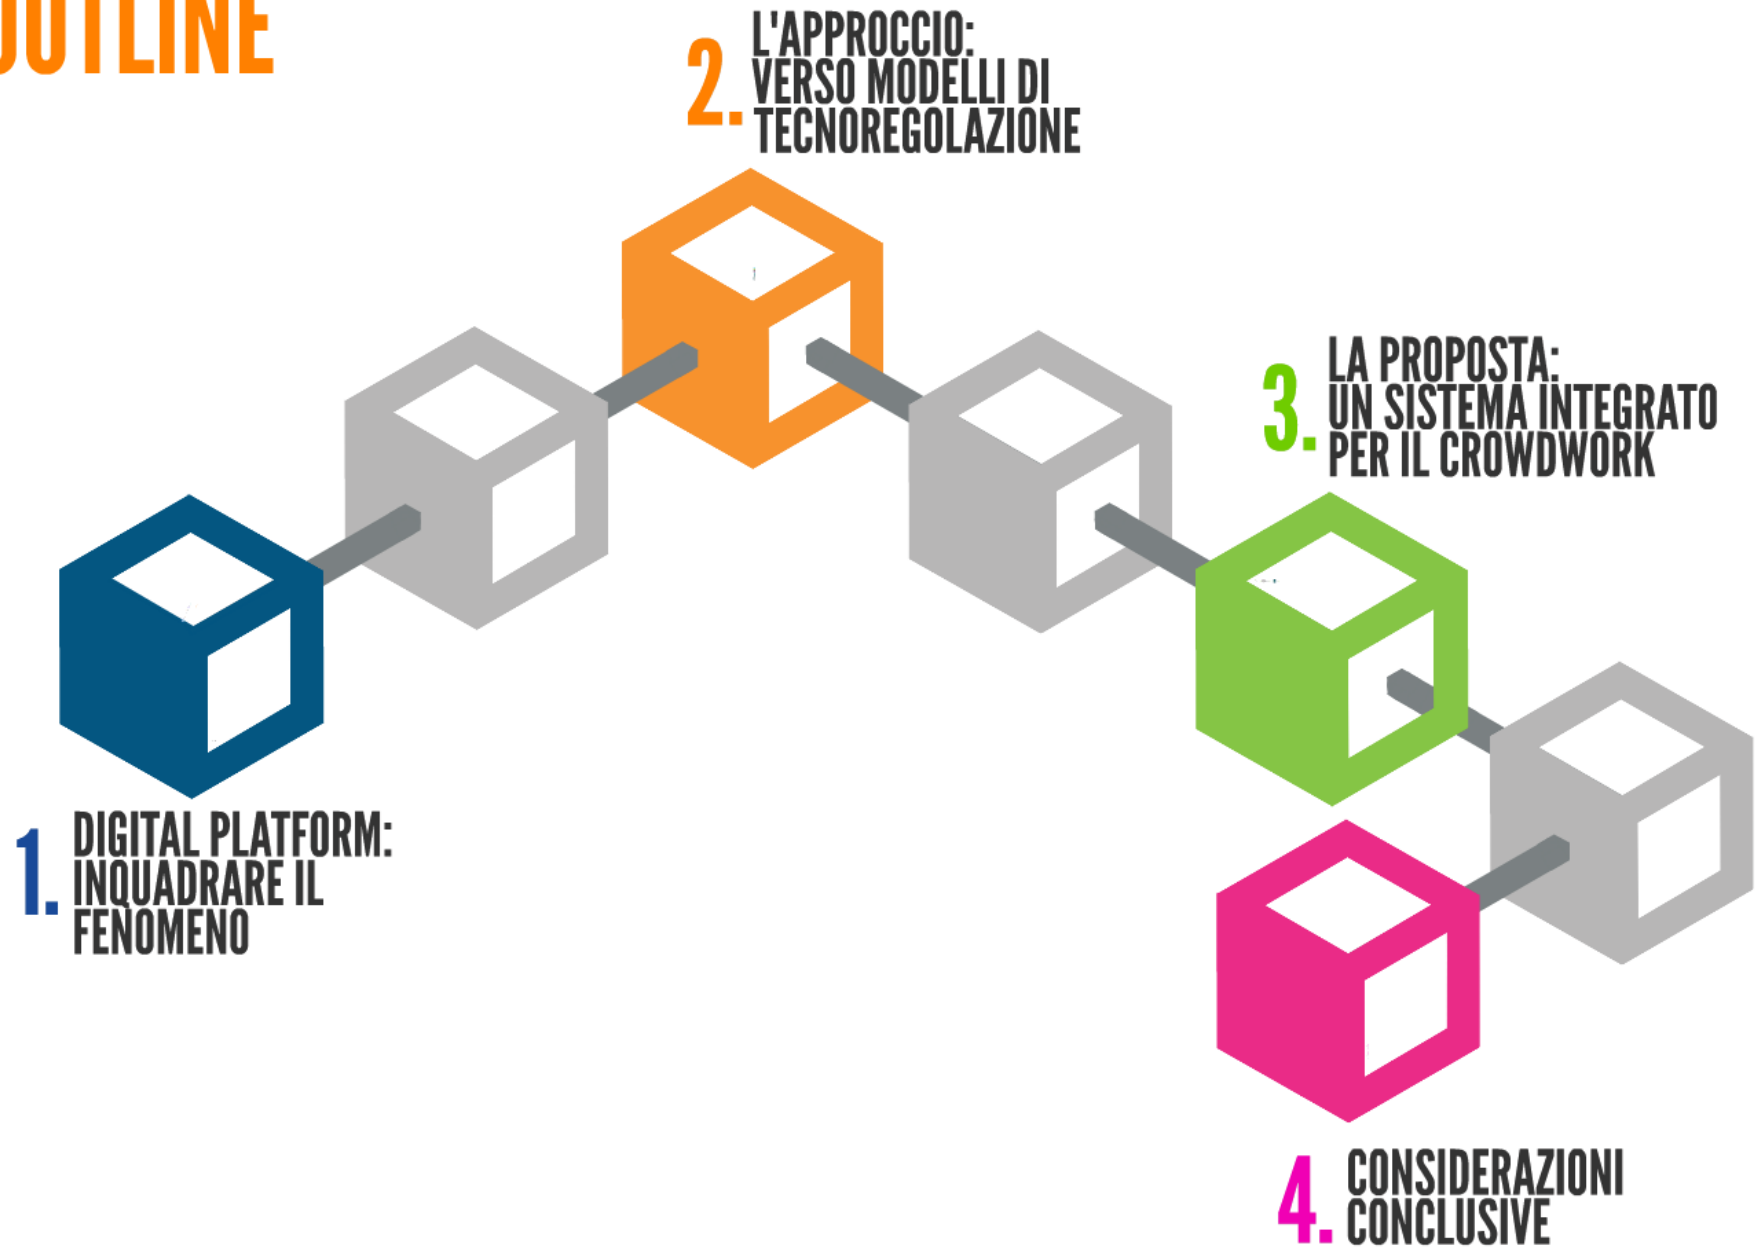 OUTLINE
2.
L'APPROCCIO:
VERSO MODELLI DI
TECNOREGOLAZIONE
3.
LA PROPOSTA:
UN SISTEMA INTEGRATO
PER IL CROWDWORK
1.
DIGITAL PLATFORM:
INQUADRARE IL
FENOMENO
4.
CONSIDERAZIONI
CONCLUSIVE